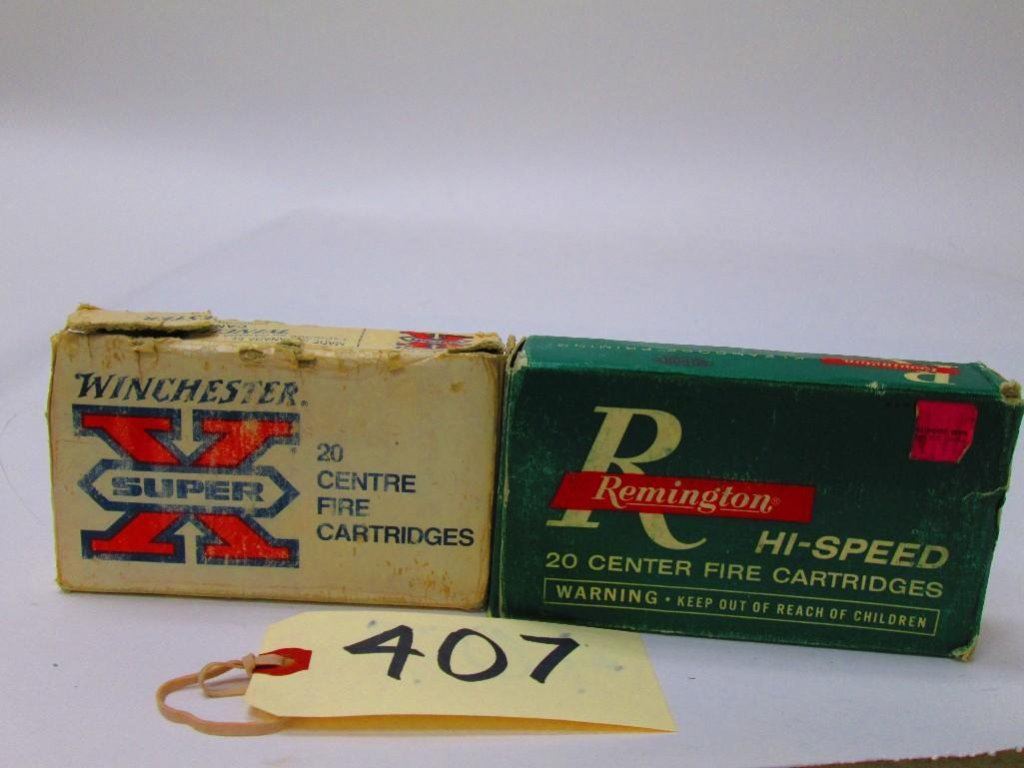 WINCHESTER
SUPER X
20
CENTRE
FIRE
CARTRIDGES
R
Remington
HI-SPEED
20 CENTER FIRE CARTRIDGES
WARNING • KEEP OUT OF REACH OF CHILDREN
Remington
407